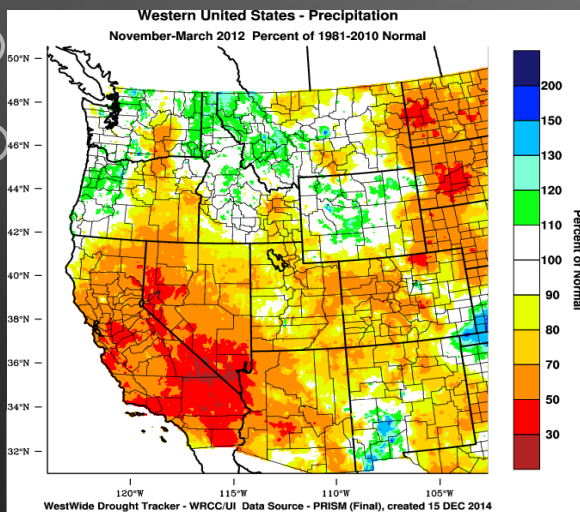 Western United States - Precipitation
November-March 2012 Percent of 1981-2010 Normal
50°N
48°N
46°N
44°N
42°N
40°N
38°N
36°N
34°N
32°N
120°W
115°W
110°W
105°W
200
150
130
120
110
100
90
80
70
50
30
Percent of Normal
WestWide Drought Tracker - WRCC/UI Data Source - PRISM (Final), created 15 DEC 2014